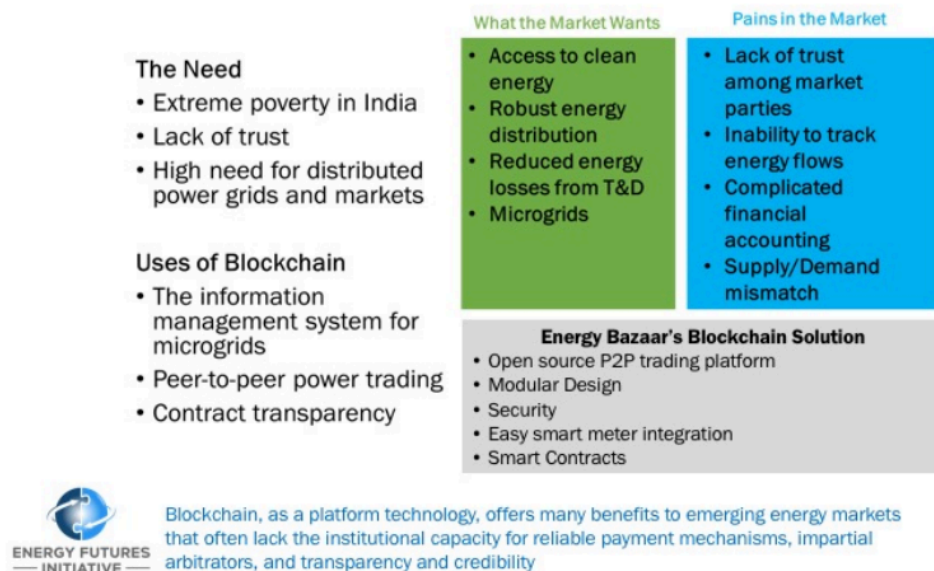 The Need
• Extreme poverty in India
• Lack of trust
• High need for distributed
power grids and markets
Uses of Blockchain
• The information
management system for
microgrids
• Peer-to-peer power trading
• Contract transparency
What the Market Wants
• Access to clean
energy
• Robust energy
distribution
• Reduced energy
losses from T&D
• Microgrids
Pains in the Market
• Lack of trust
among market
parties
• Inability to track
energy flows
• Complicated
financial
accounting
• Supply/Demand
mismatch
Energy Bazaar's Blockchain Solution
• Open source P2P trading platform
• Modular Design
• Security
• Easy smart meter integration
• Smart Contracts
ENERGY FUTURES
INITIATIVE
Blockchain, as a platform technology, offers many benefits to emerging energy markets
that often lack the institutional capacity for reliable payment mechanisms, impartial
arbitrators, and transparency and credibility